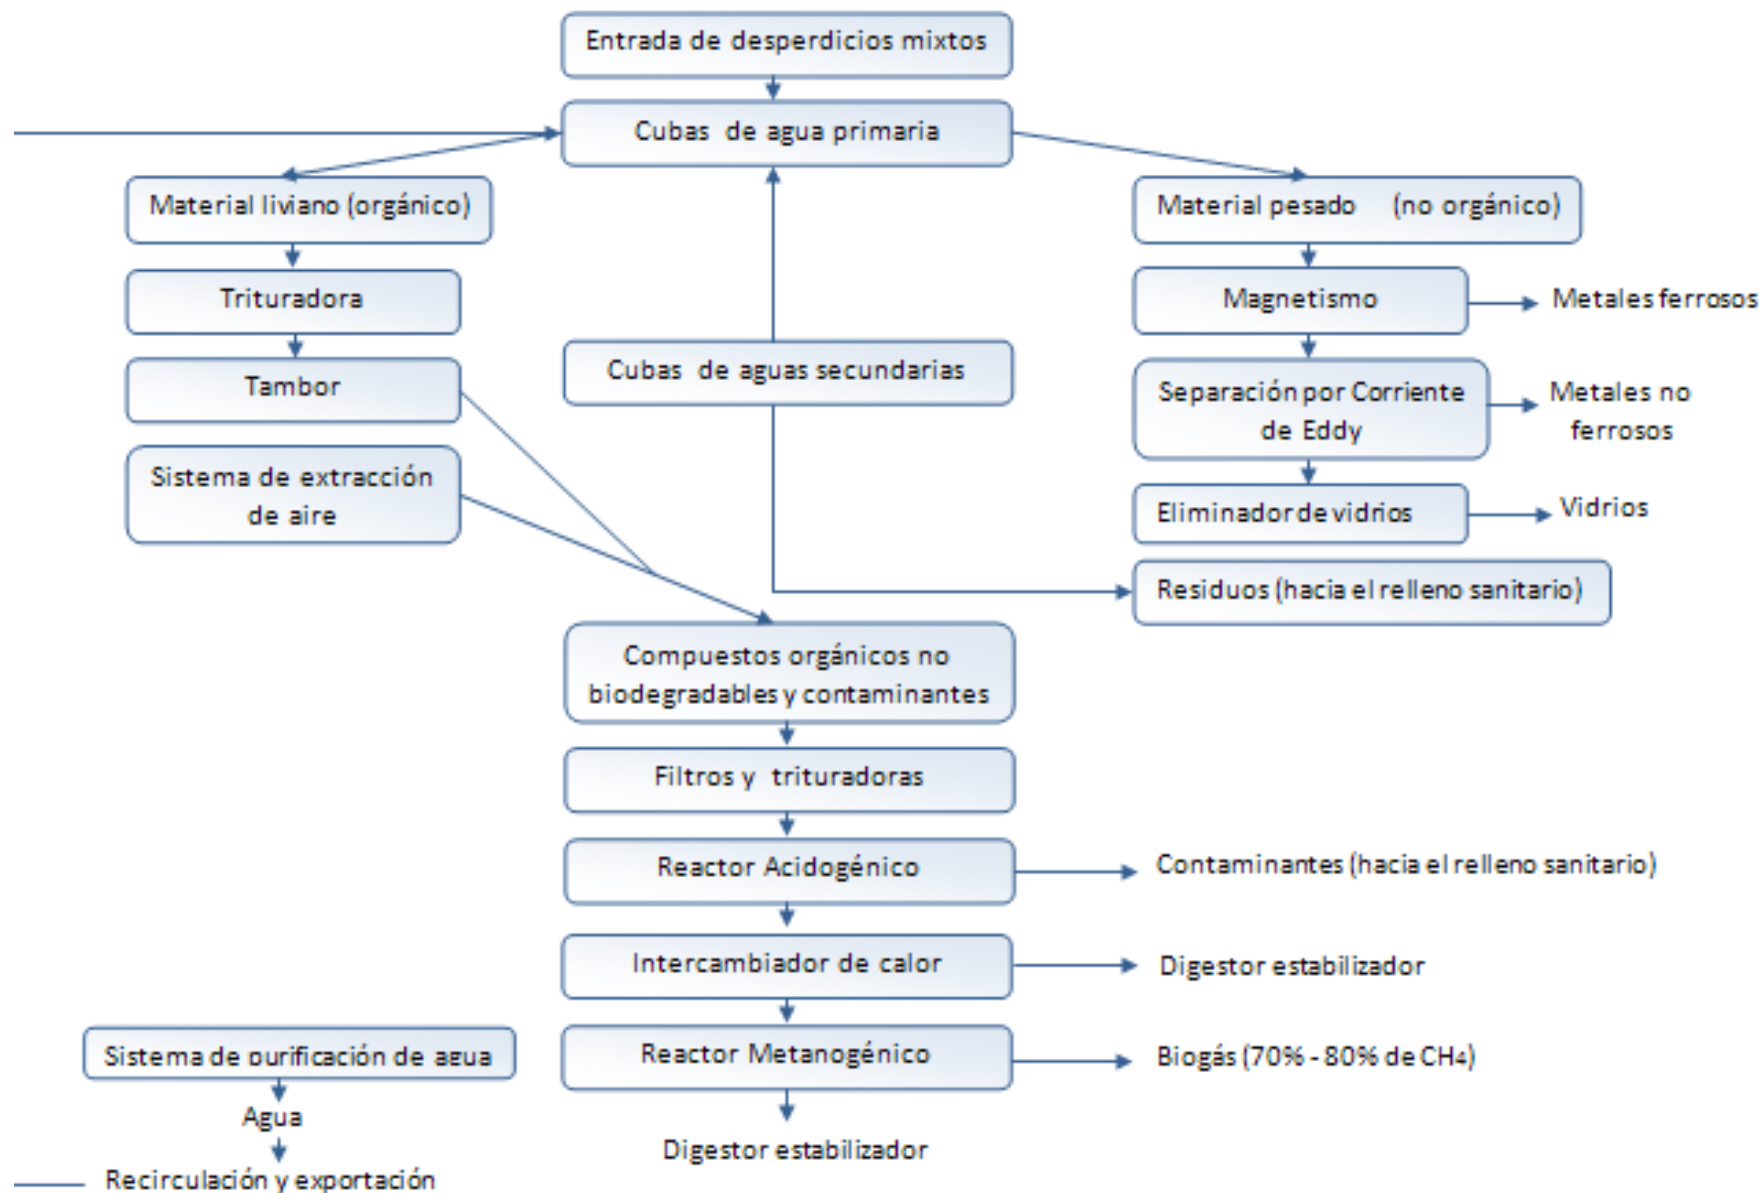 Entrada de desperdicios mixtos
Cubas de agua primaria
Material liviano (orgánico)
Material pesado (no orgánico)
Trituradora
Magnetismo
Metales ferrosos
Cubas de aguas secundarias
Tambor
Separación por Corriente
de Eddy
Metales no
ferrosos
Sistema de extracción
de aire
Eliminador de vidrios
Vidrios
Residuos (hacia el relleno sanitario)
Compuestos orgánicos no
biodegradables y contaminantes
Filtros y trituradoras
Reactor Acidogénico
Contaminantes (hacia el relleno sanitario)
Intercambiador de calor
Digestor estabilizador
Sistema de purificación de agua
Reactor Metanogénico
Biogás (70% - 80% de CH4)
Agua
Digestor estabilizador
Recirculación y exportación